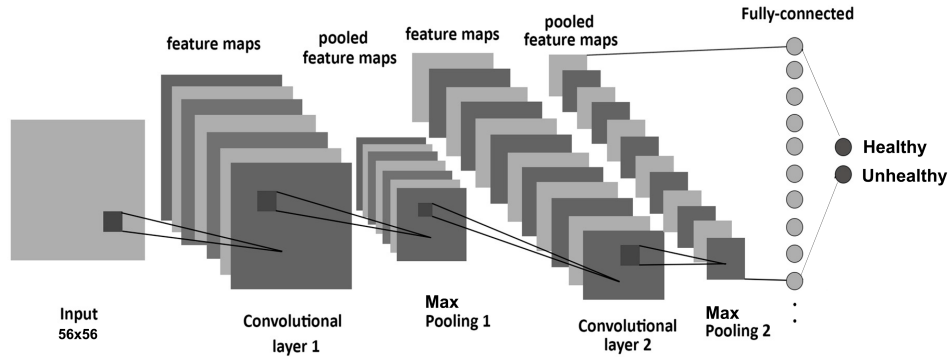 Fully-connected
feature maps
pooled
feature maps
feature maps
pooled
feature maps
Healthy
Unhealthy
Input
56x56
Convolutional
layer 1
Max
Pooling 1
Convolutional
layer 2
Max
Pooling 2